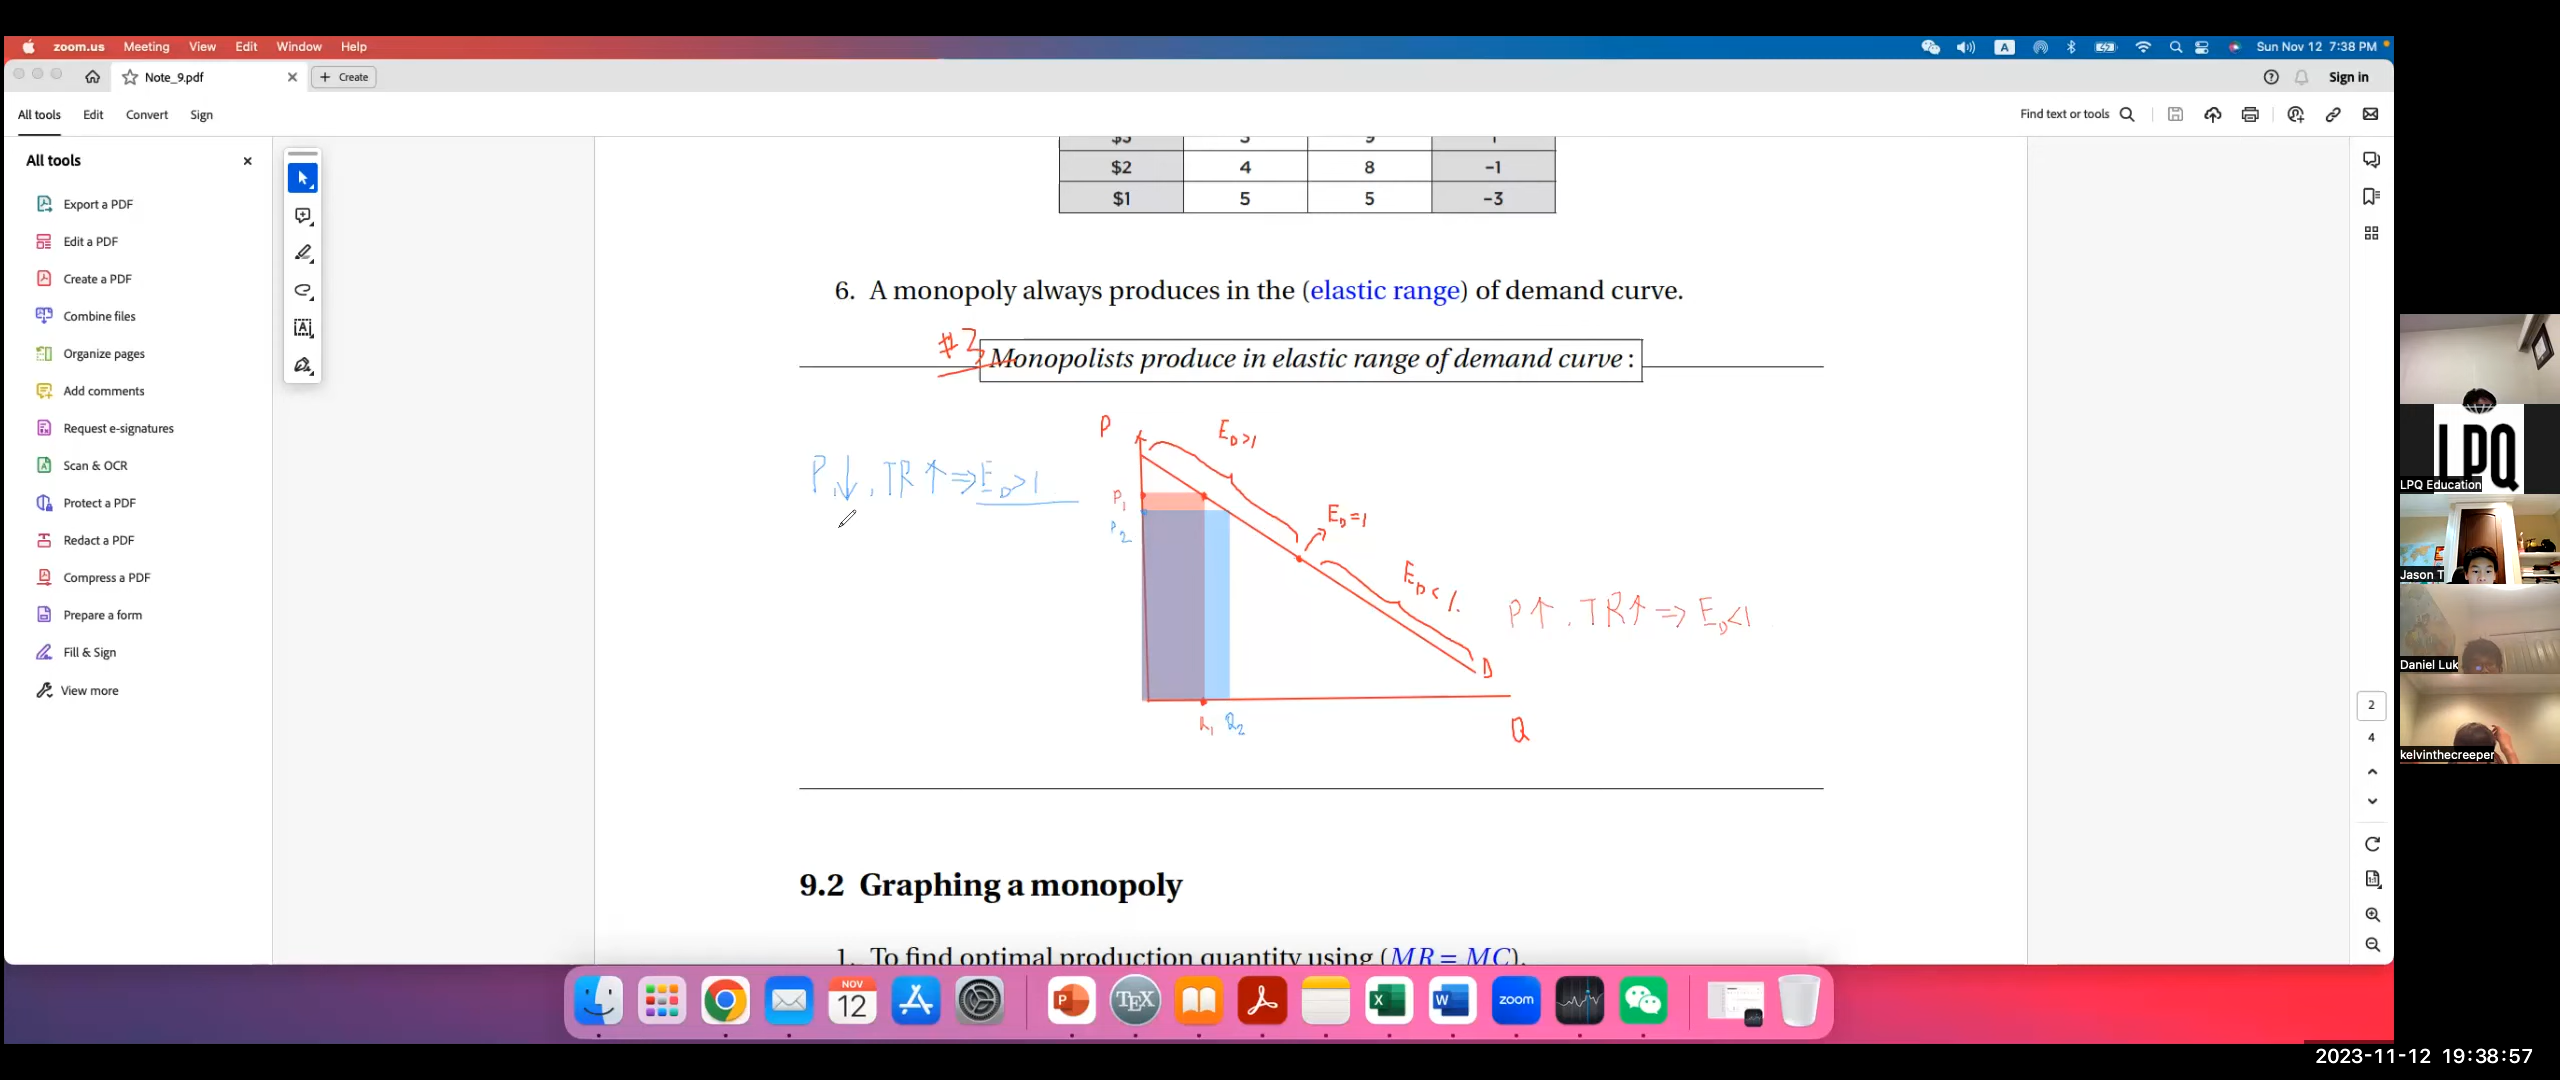 zoom.us Meeting View Edit Window Help
A Sun Nov 12 7:38 PM
Note_9.pdf + Create
Sign in
All tools Edit Convert Sign
Find text or tools
All tools
Export a PDF
Edit a PDF
Create a PDF
Combine files
Organize pages
Add comments
Request e-signatures
Scan & OCR
Protect a PDF
Redact a PDF
Compress a PDF
Prepare a form
Fill & Sign
View more
$2 4 8 –1
$1 5 5 –3
6. A monopoly always produces in the (elastic range) of demand curve.
#3
Monopolists produce in elastic range of demand curve :
P
E_D>1
P↓, TR↑ ⇒ E_D>1
P1
P2
E_D=1
E_D<1.
P↑, TR↑ ⇒ E_D<1
D
Q2
Q
9.2 Graphing a monopoly
1. To find optimal production quantity using (MR = MC).
2
4
LPQ
LPQ Education
Jason T
Daniel Luk
kelvinthecreeper
NOV
12
TEX
zoom
2023-11-12 19:38:57